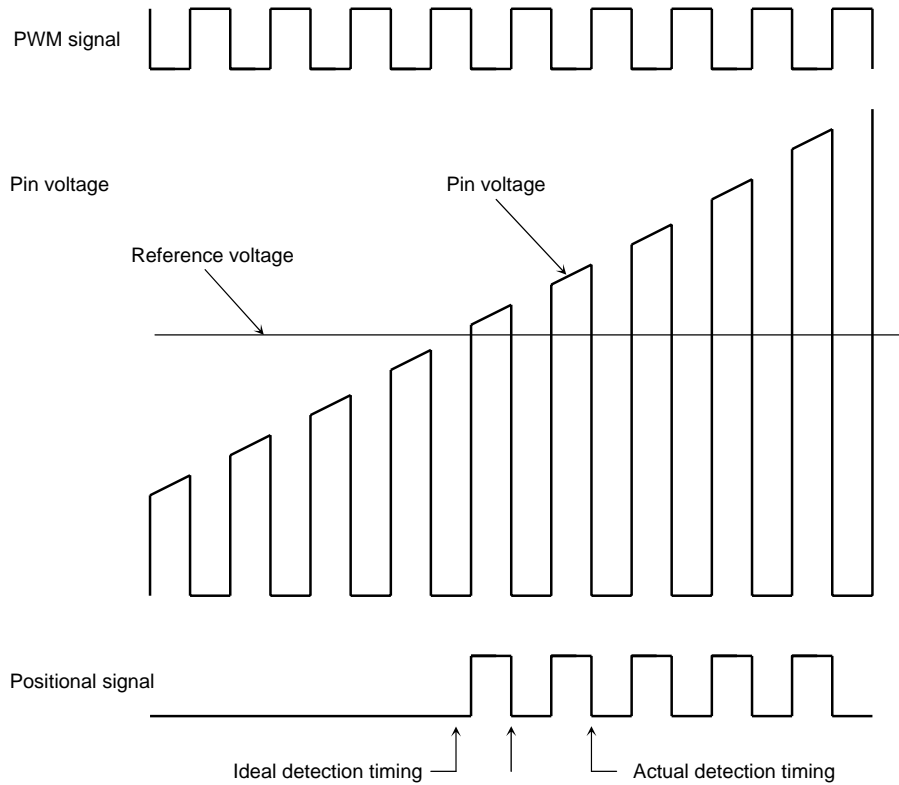 PWM signal
Pin voltage
Pin voltage
Reference voltage
Positional signal
Ideal detection timing
Actual detection timing